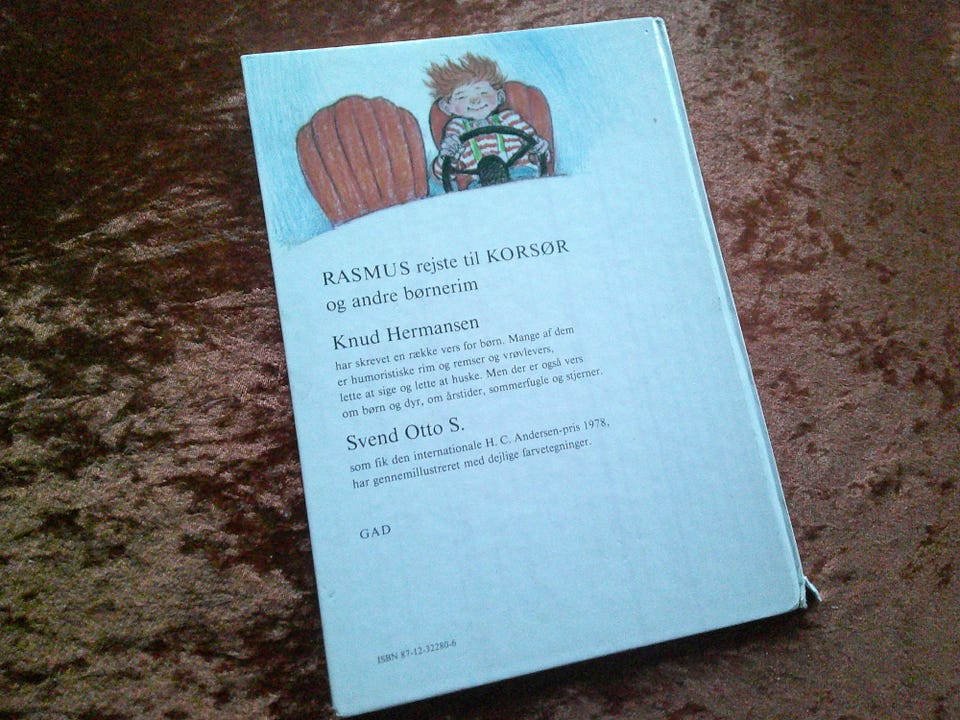 RASMUS rejste til KORSØR
og andre børnerim
Knud Hermansen
har skrevet en række vers for børn. Mange af dem
er humoristiske rim og remser og vrøvlevers,
lette at sige og lette at huske. Men der er også vers
om børn og dyr, om årstider, sommerfugle og stjerner.
Svend Otto S.
som fik den internationale H. C. Andersen-pris 1978,
har gennemillustreret med dejlige farvetegninger.
GAD
ISBN 87-12-32280-6